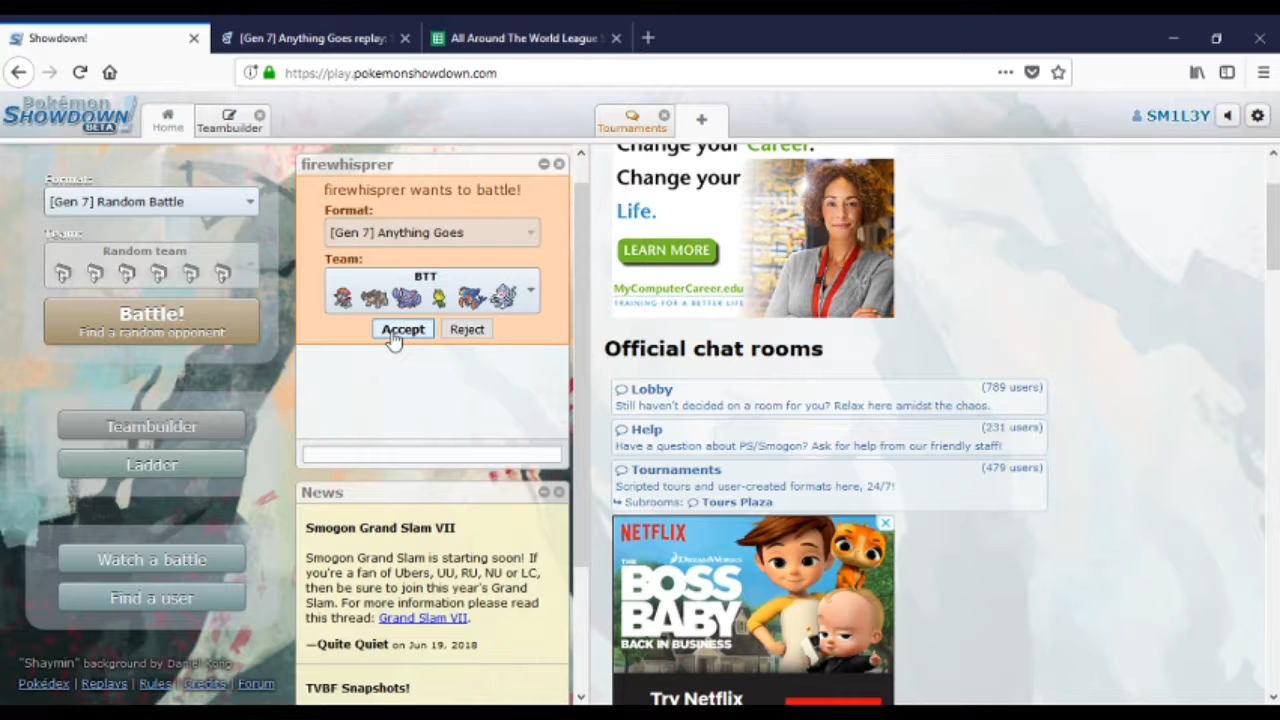 Showdown!
[Gen 7] Anything Goes replay:
All Around The World League
https://play.pokemonshowdown.com
Pokémon
SHOWDOWN!
BETA
Home
Teambuilder
Tournaments
SM1L3Y
Format:
[Gen 7] Random Battle
Team:
Random team
Battle!
Find a random opponent
Teambuilder
Ladder
Watch a battle
Find a user
"Shaymin" background by Daniel Kong
Pokédex | Replays | Rules | Credits | Forum
firewhisprer
firewhisprer wants to battle!
Format:
[Gen 7] Anything Goes
Team:
BTT
Accept
Reject
News
Smogon Grand Slam VII
Smogon Grand Slam is starting soon! If
you're a fan of Ubers, UU, RU, NU or LC,
then be sure to join this year's Grand
Slam. For more information please read
this thread: Grand Slam VII.
—Quite Quiet on Jun 19, 2018
TVBF Snapshots!
Change your Career.
Change your
Life.
LEARN MORE
MyComputerCareer.edu
TRAINING FOR A BETTER LIFE
Official chat rooms
Lobby (789 users)
Still haven't decided on a room for you? Relax here amidst the chaos.
Help (231 users)
Have a question about PS/Smogon? Ask for help from our friendly staff!
Tournaments (479 users)
Scripted tours and user-created formats here, 24/7!
Subrooms: Tours Plaza
NETFLIX
DREAMWORKS
THE
BOSS
BABY
BACK IN BUSINESS
Try Netflix